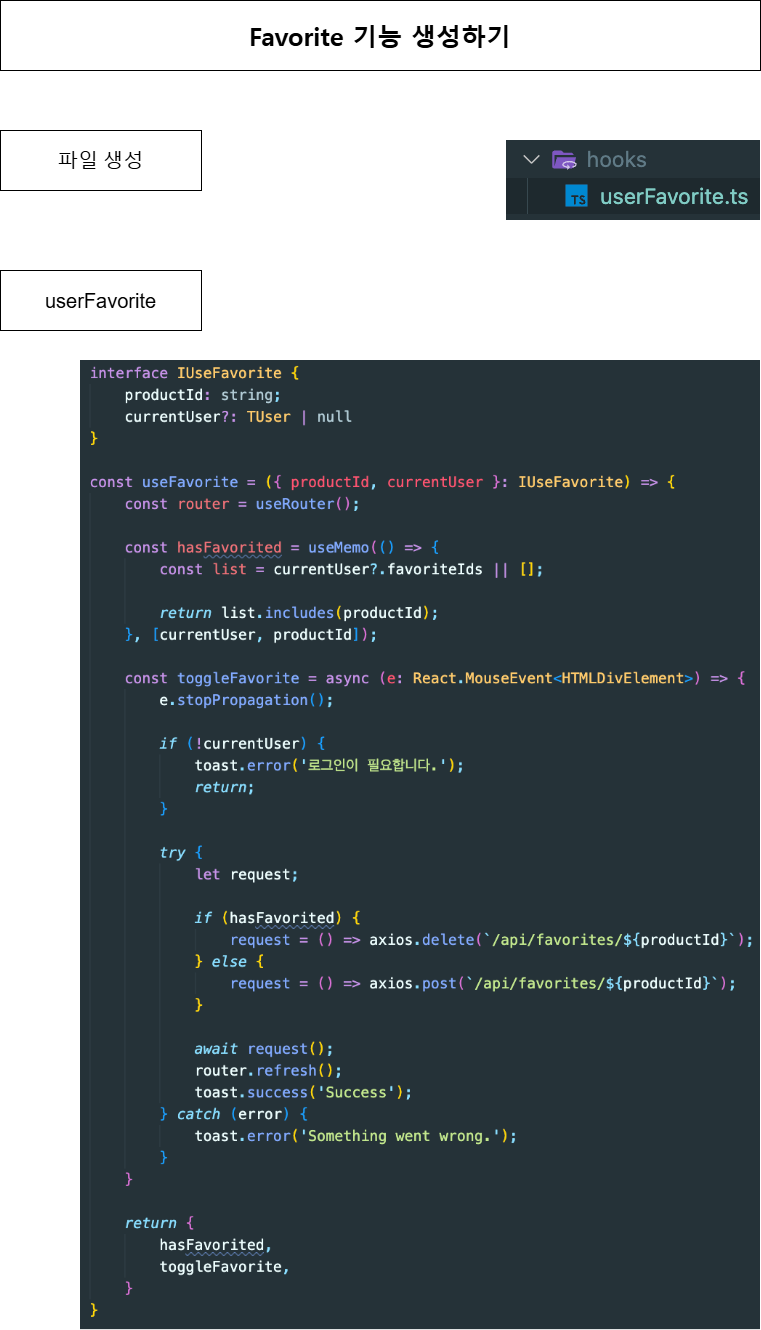 Favorite 기능 생성하기
파일 생성
hooks
TS userFavorite.ts
userFavorite
interface IUseFavorite {
    productId: string;
    currentUser?: TUser | null
}
const useFavorite = ({ productId, currentUser }: IUseFavorite) => {
    const router = useRouter();
    const hasFavorited = useMemo(() => {
        const list = currentUser?.favoriteIds || [];
        return list.includes(productId);
    }, [currentUser, productId]);
    const toggleFavorite = async (e: React.MouseEvent<HTMLDivElement>) => {
        e.stopPropagation();
        if (!currentUser) {
            toast.error('로그인이 필요합니다.');
            return;
        }
        try {
            let request;
            if (hasFavorited) {
                request = () => axios.delete(`/api/favorites/${productId}`);
            } else {
                request = () => axios.post(`/api/favorites/${productId}`);
            }
            await request();
            router.refresh();
            toast.success('Success');
        } catch (error) {
            toast.error('Something went wrong.');
        }
    }
    return {
        hasFavorited,
        toggleFavorite,
    }
}